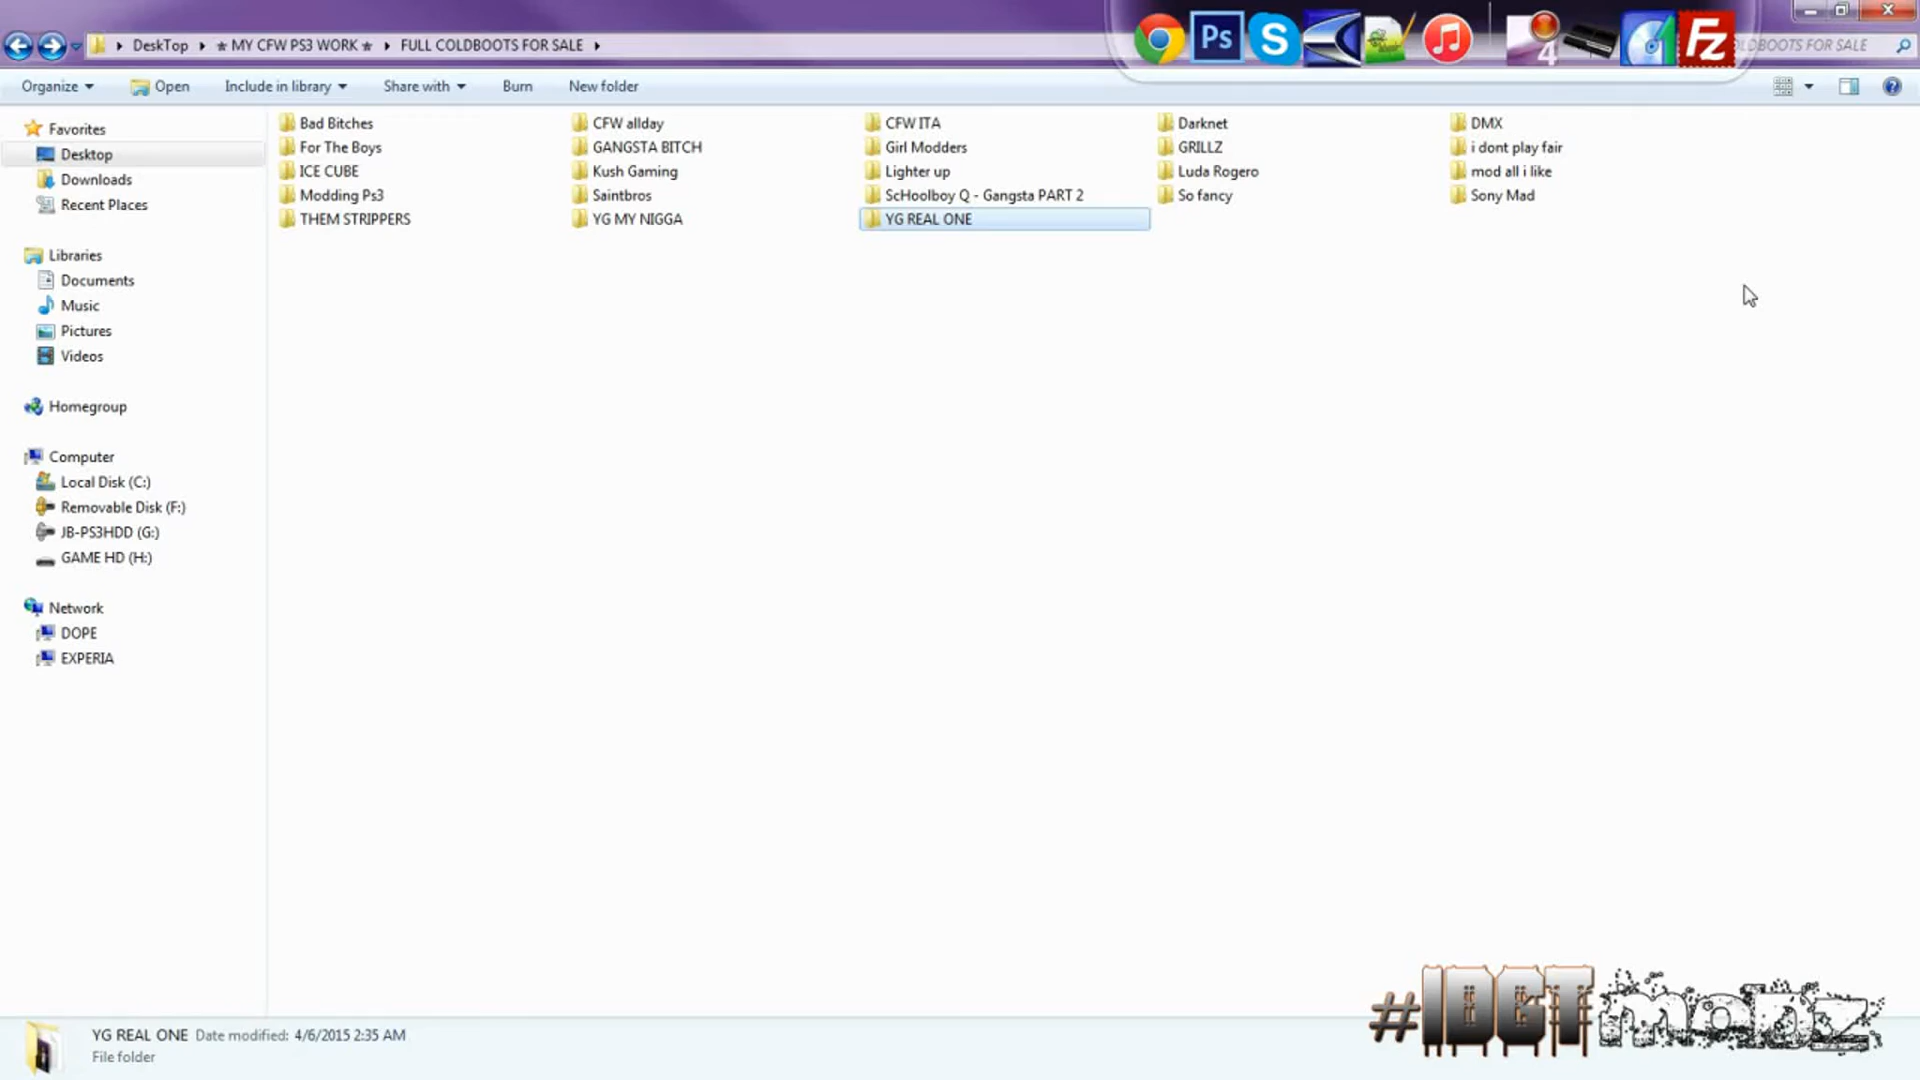 DeskTop ★ MY CFW PS3 WORK ★ FULL COLDBOOTS FOR SALE
Ps
S
4
Fz
OLDBOOTS FOR SALE
Organize Open Include in library Share with Burn New folder
Favorites
Desktop
Downloads
Recent Places
Libraries
Documents
Music
Pictures
Videos
Homegroup
Computer
Local Disk (C:)
Removable Disk (F:)
JB-PS3HDD (G:)
GAME HD (H:)
Network
DOPE
EXPERIA
Bad Bitches CFW allday CFW ITA Darknet DMX
For The Boys GANGSTA BITCH Girl Modders GRILLZ i dont play fair
ICE CUBE Kush Gaming Lighter up Luda Rogero mod all i like
Modding Ps3 Saintbros ScHoolboy Q - Gangsta PART 2 So fancy Sony Mad
THEM STRIPPERS YG MY NIGGA YG REAL ONE
YG REAL ONE Date modified: 4/6/2015 2:35 AM
File folder
#IDGTmobz